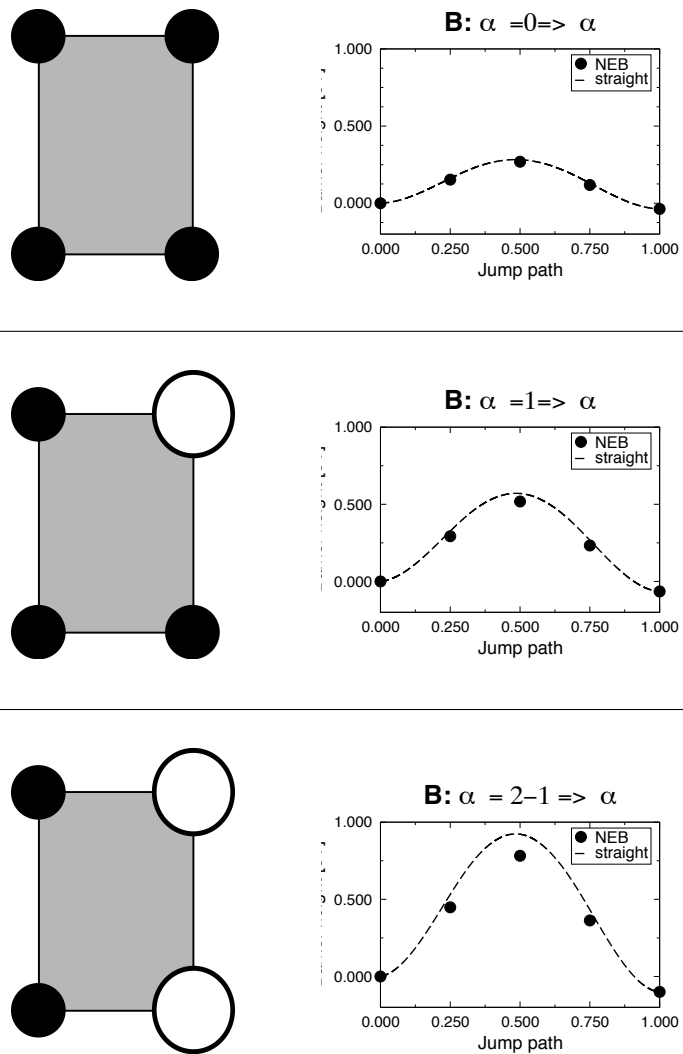 B: α =0=> α
1.000
NEB
straight
0.500
0.000
0.000 0.250 0.500 0.750 1.000
Jump path
B: α =1=> α
1.000
NEB
straight
0.500
0.000
0.000 0.250 0.500 0.750 1.000
Jump path
B: α = 2−1 => α
1.000
NEB
straight
0.500
0.000
0.000 0.250 0.500 0.750 1.000
Jump path